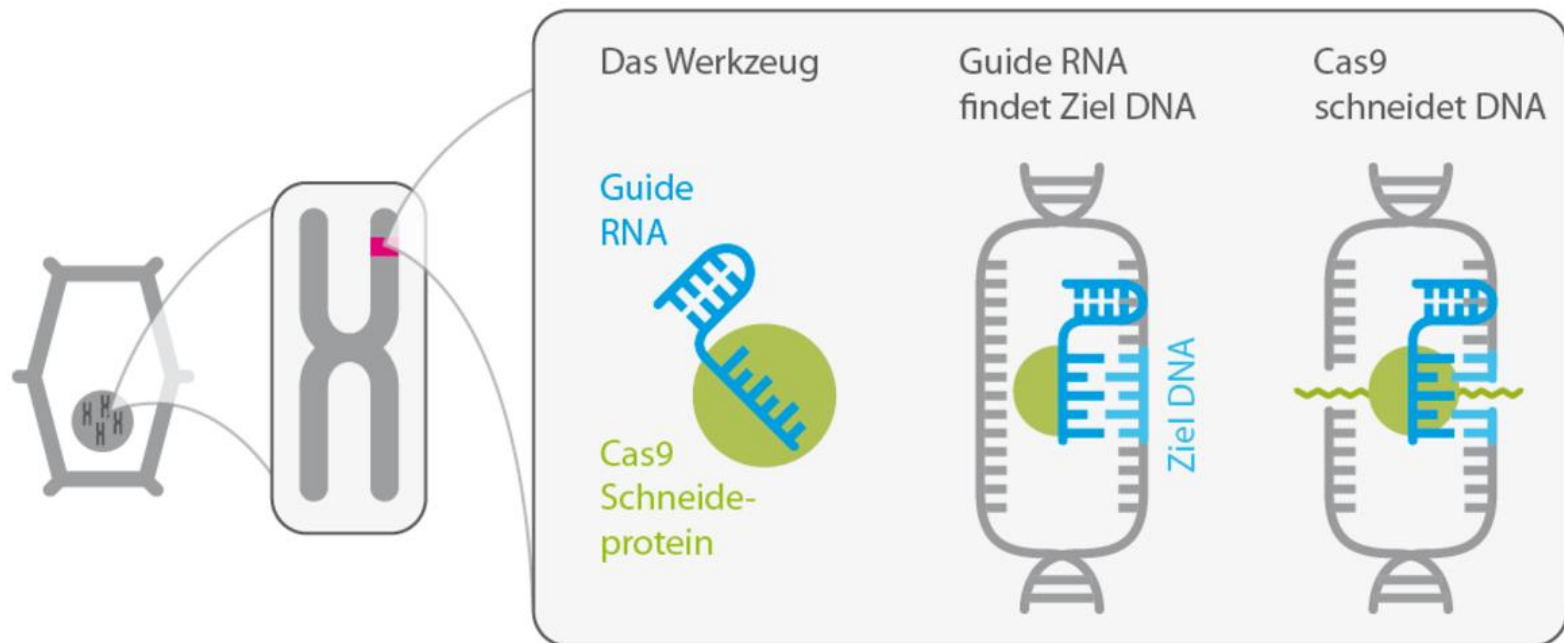 Das Werkzeug
Guide RNA
findet Ziel DNA
Cas9
schneidet DNA
Guide
RNA
Cas9
Schneide-
protein
Ziel DNA